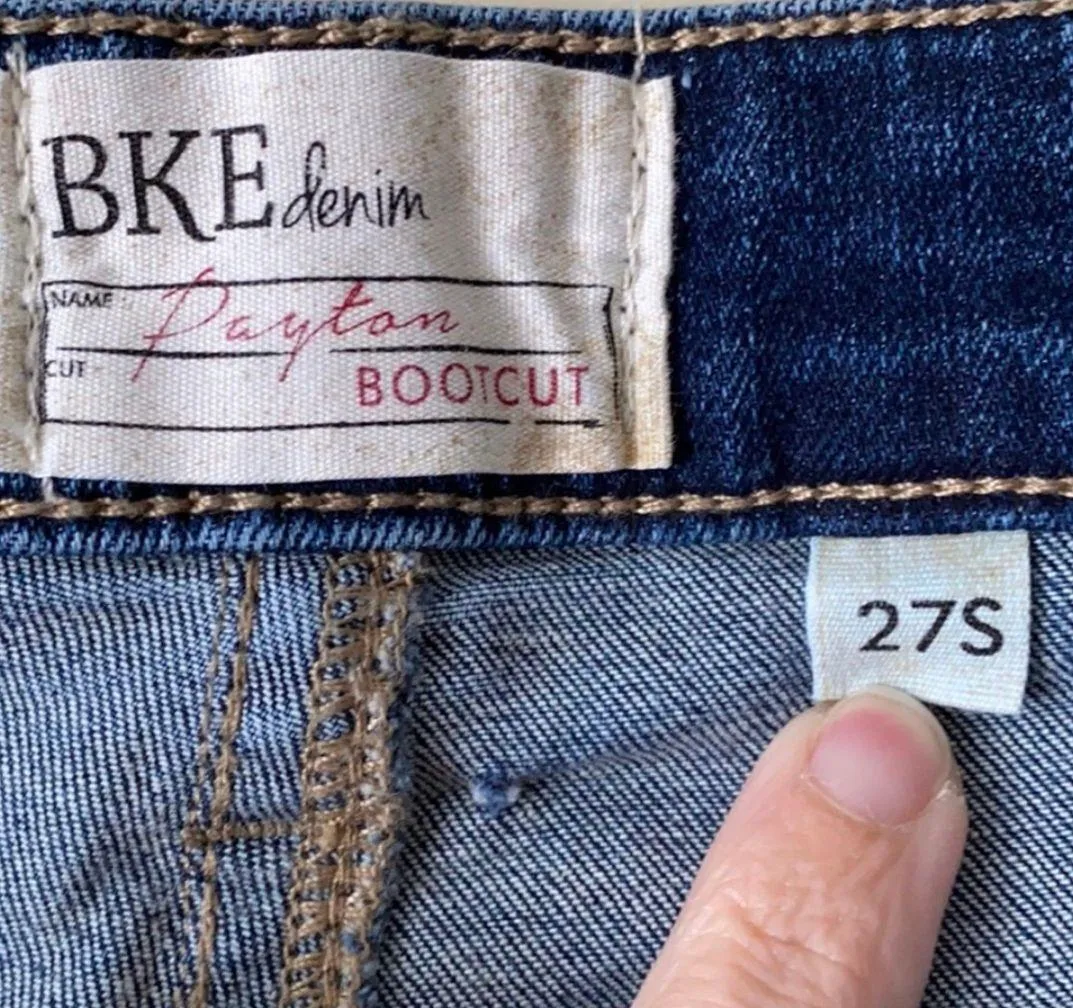 BKE denim
NAME Payton
CUT BOOTCUT
27S